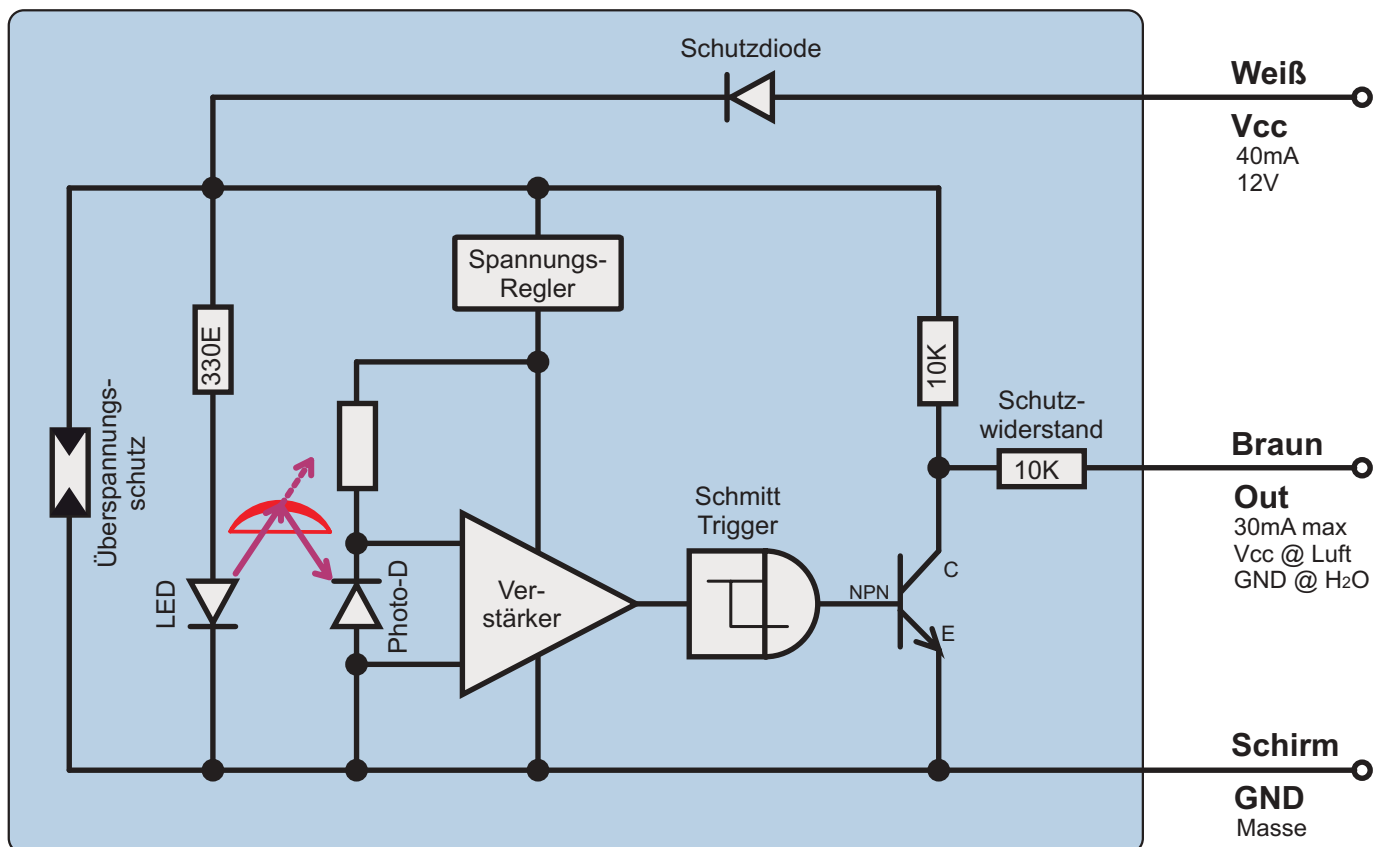 Schutzdiode
Weiß
Vcc
40mA
12V
Spannungs-
Regler
330E
10K
Überspannungs-
schutz
Schutz-
widerstand
10K
Braun
Out
30mA max
Vcc @ Luft
GND @ H2O
Schmitt
Trigger
LED
Photo-D
Ver-
stärker
NPN
C
E
Schirm
GND
Masse